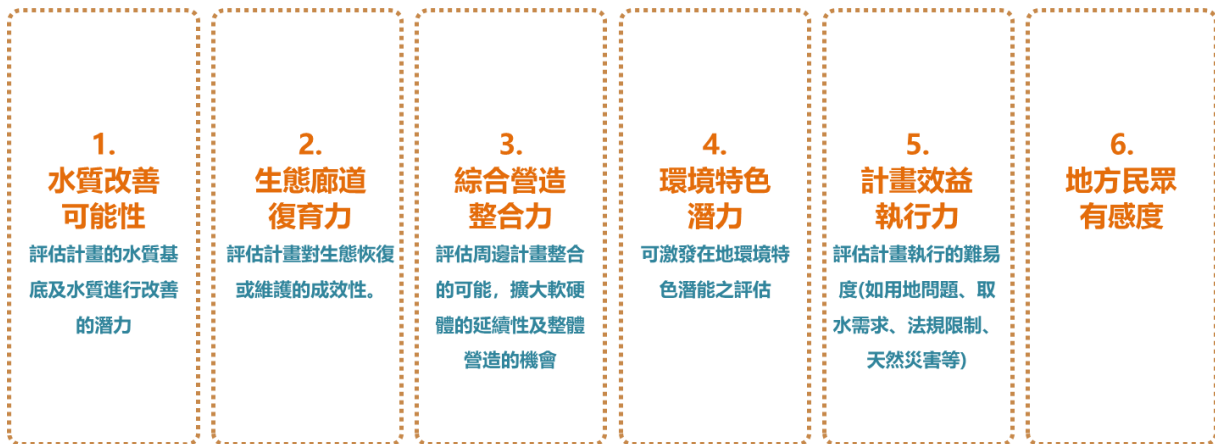 1.
水質改善
可能性
評估計畫的水質基
底及水質進行改善
的潛力
2.
生態廊道
復育力
評估計畫對生態恢復
或維護的成效性。
3.
綜合營造
整合力
評估周邊計畫整合
的可能，擴大軟硬
體的延續性及整體
營造的機會
4.
環境特色
潛力
可激發在地環境特
色潛能之評估
5.
計畫效益
執行力
評估計畫執行的難易
度(如用地問題、取
水需求、法規限制、
天然災害等)
6.
地方民眾
有感度